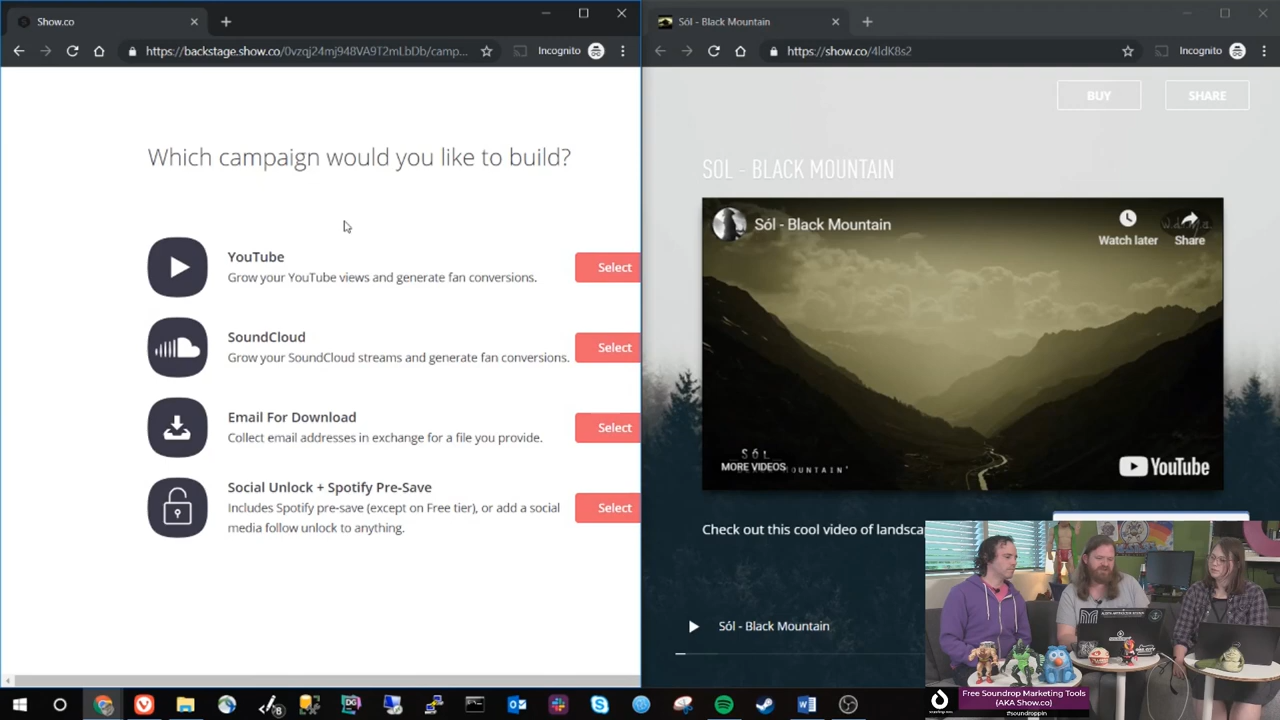 Show.co
https://backstage.show.co/0vzqj24mj948VA9T2mLbDb/camp...
Incognito
Which campaign would you like to build?
YouTube
Grow your YouTube views and generate fan conversions.
Select
SoundCloud
Grow your SoundCloud streams and generate fan conversions.
Select
Email For Download
Collect email addresses in exchange for a file you provide.
Select
Social Unlock + Spotify Pre-Save
Includes Spotify pre-save (except on Free tier), or add a social
media follow unlock to anything.
Select
Sól - Black Mountain
https://show.co/4ldK8s2
Incognito
BUY
SHARE
SOL - BLACK MOUNTAIN
Sól - Black Mountain
Watch later
Share
SÓL
MORE VIDEOS
YouTube
Check out this cool video of landsca
Sól - Black Mountain
Free Soundrop Marketing Tools
(AKA Show.co)
#soundroppin